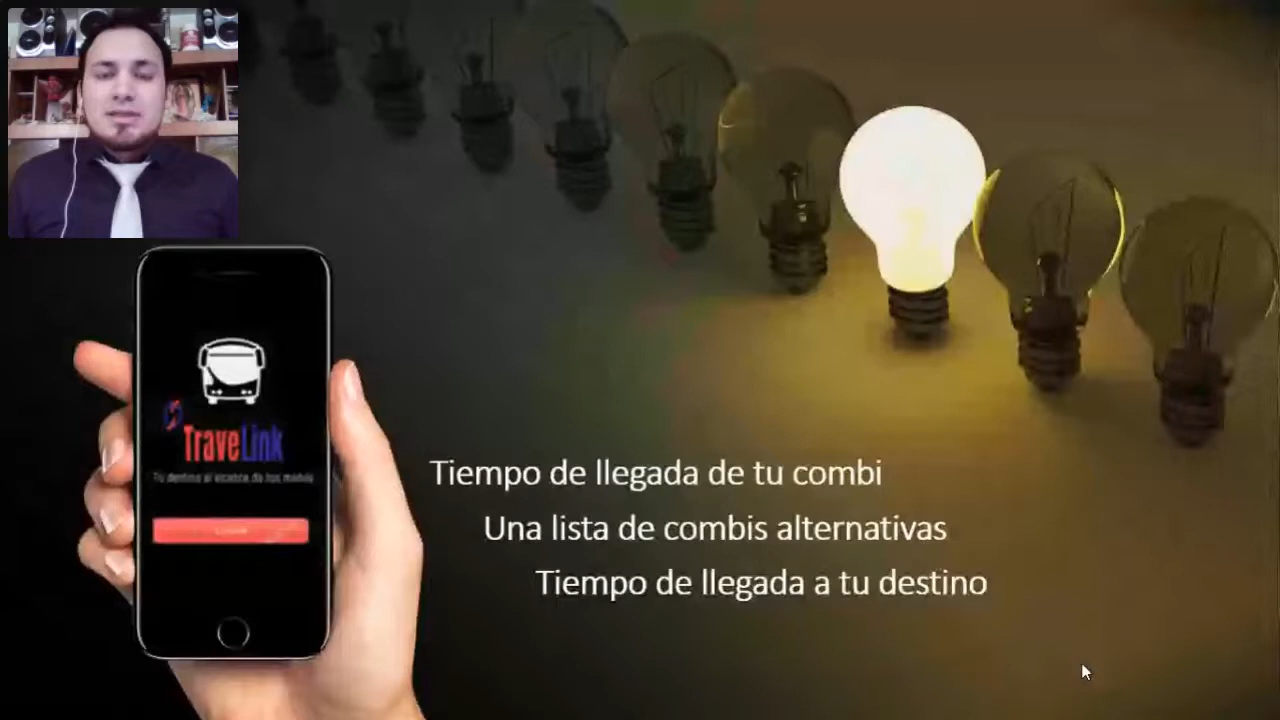 TraveLink
Tiempo de llegada de tu combi
Una lista de combis alternativas
Tiempo de llegada a tu destino